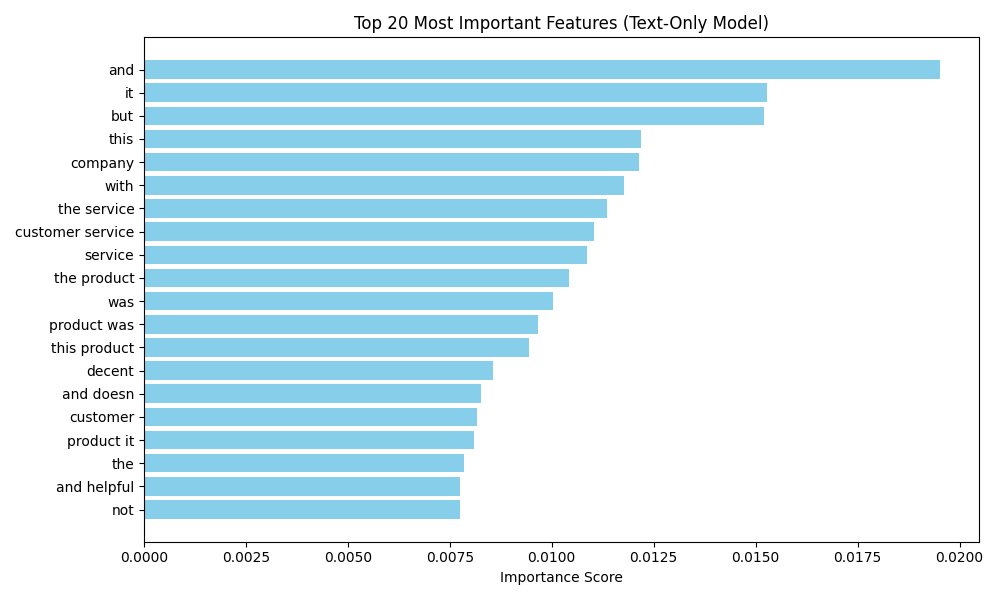 Top 20 Most Important Features (Text-Only Model)
and
it
but
this
company
with
the service
customer service
service
the product
was
product was
this product
decent
and doesn
customer
product it
the
and helpful
not
0.0000 0.0025 0.0050 0.0075 0.0100 0.0125 0.0150 0.0175 0.0200
Importance Score